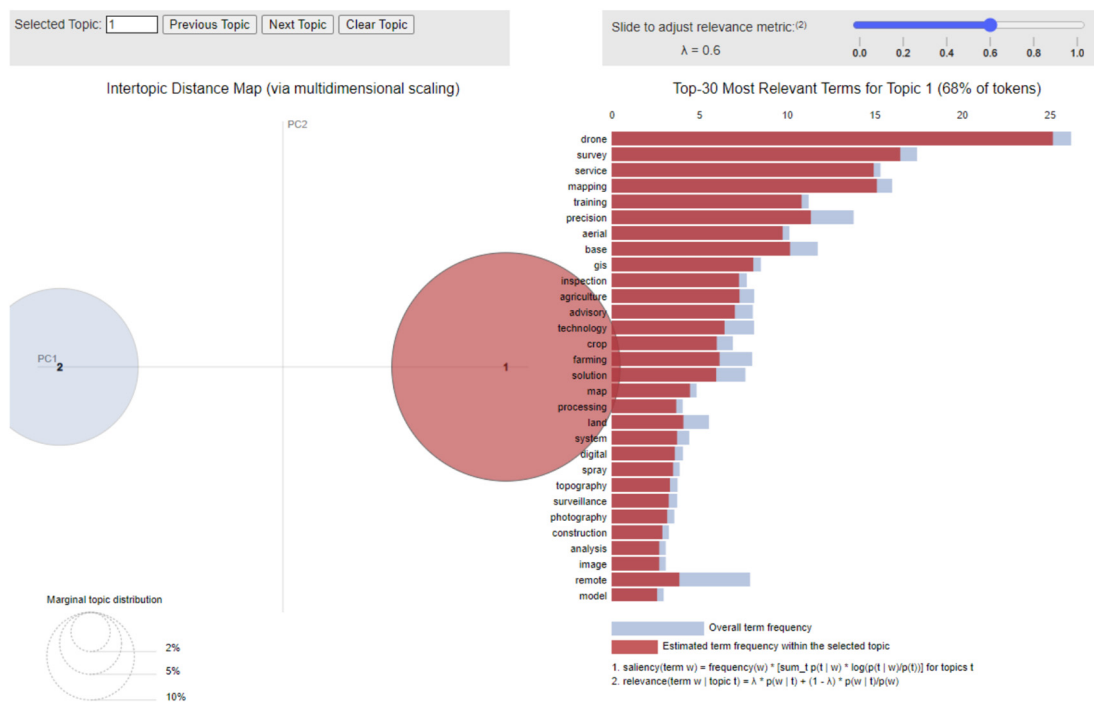 Selected Topic: 1 Previous Topic Next Topic Clear Topic
Slide to adjust relevance metric:(2)
λ = 0.6
0.0 0.2 0.4 0.6 0.8 1.0
Intertopic Distance Map (via multidimensional scaling)
PC2
PC1
2
1
Marginal topic distribution
2%
5%
10%
Top-30 Most Relevant Terms for Topic 1 (68% of tokens)
0 5 10 15 20 25
drone
survey
service
mapping
training
precision
aerial
base
gis
inspection
agriculture
advisory
technology
crop
farming
solution
map
processing
land
system
digital
spray
topography
surveillance
photography
construction
analysis
image
remote
model
Overall term frequency
Estimated term frequency within the selected topic
1. saliency(term w) = frequency(w) * [sum_t p(t | w) * log(p(t | w)/p(t))] for topics t
2. relevance(term w | topic t) = λ * p(w | t) + (1 - λ) * p(w | t)/p(w)